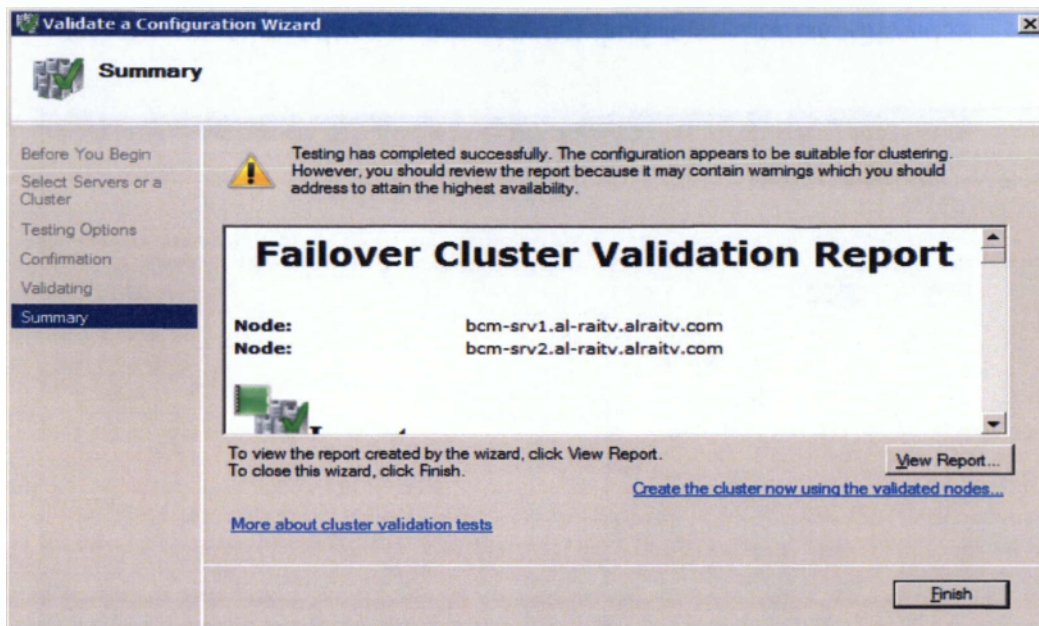 Validate a Configuration Wizard
Summary
Before You Begin
Select Servers or a
Cluster
Testing Options
Confirmation
Validating
Summary
Testing has completed successfully. The configuration appears to be suitable for clustering.
However, you should review the report because it may contain warnings which you should
address to attain the highest availability.
Failover Cluster Validation Report
Node: bcm-srv1.al-raitv.alraitv.com
Node: bcm-srv2.al-raitv.alraitv.com
To view the report created by the wizard, click View Report.
To close this wizard, click Finish.
View Report...
Create the cluster now using the validated nodes...
More about cluster validation tests
Finish